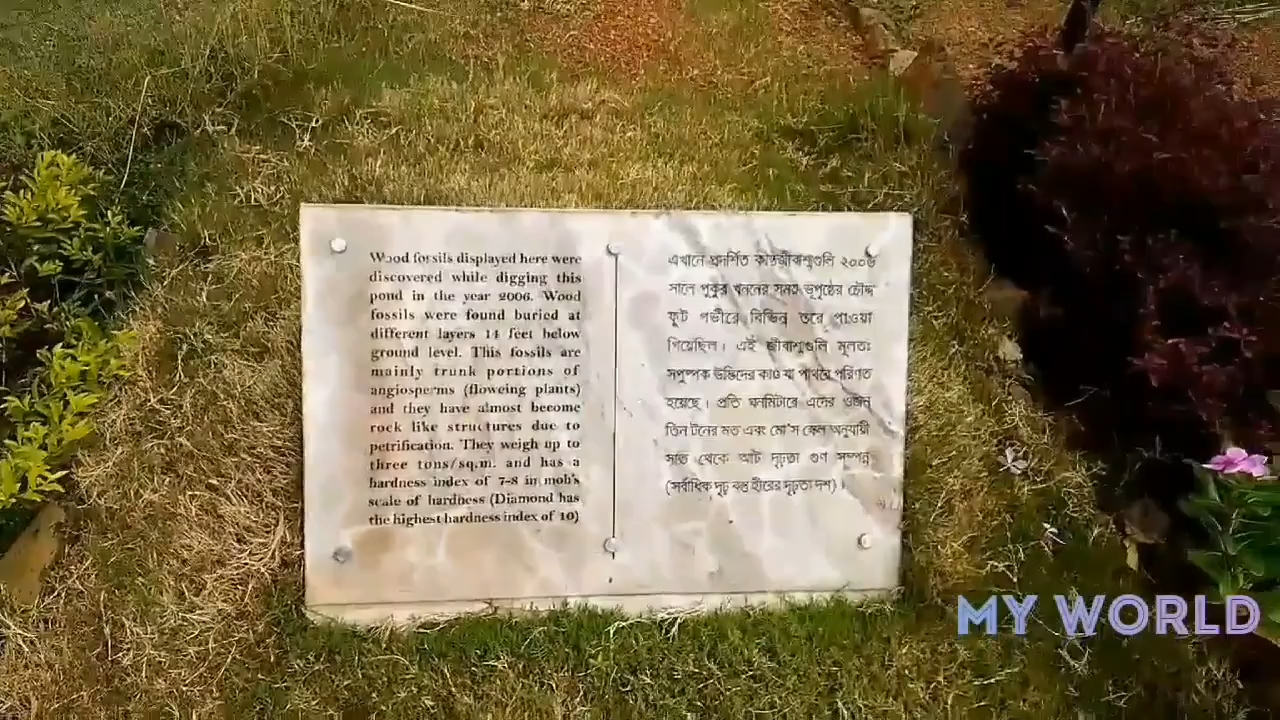 Wood fossils displayed here were
discovered while digging this
pond in the year 2006. Wood
fossils were found buried at
different layers 14 feet below
ground level. This fossils are
mainly trunk portions of
angiosperms (floweing plants)
and they have almost become
rock like structures due to
petrification. They weigh up to
three tons/sq.m. and has a
hardness index of 7-8 in moh's
scale of hardness (Diamond has
the highest hardness index of 10)
এখানে প্রদর্শিত কাষ্ঠজীবাশ্মগুলি ২০০৬
সালে পুকুর খননের সময় ভূপৃষ্ঠের চৌদ্দ
ফুট গভীরে বিভিন্ন স্তরে পাওয়া
গিয়েছিল। এই জীবাশ্মগুলি মূলতঃ
সপুষ্পক উদ্ভিদের কাণ্ড যা পাথরে পরিণত
হয়েছে। প্রতি ঘনমিটারে এদের ওজন
তিন টনের মত এবং মো'স স্কেল অনুযায়ী
সাত থেকে আট দৃঢ়তা গুণ সম্পন্ন
(সর্বাধিক দৃঢ় বস্তু হীরের দৃঢ়তা দশ)।
MY WORLD